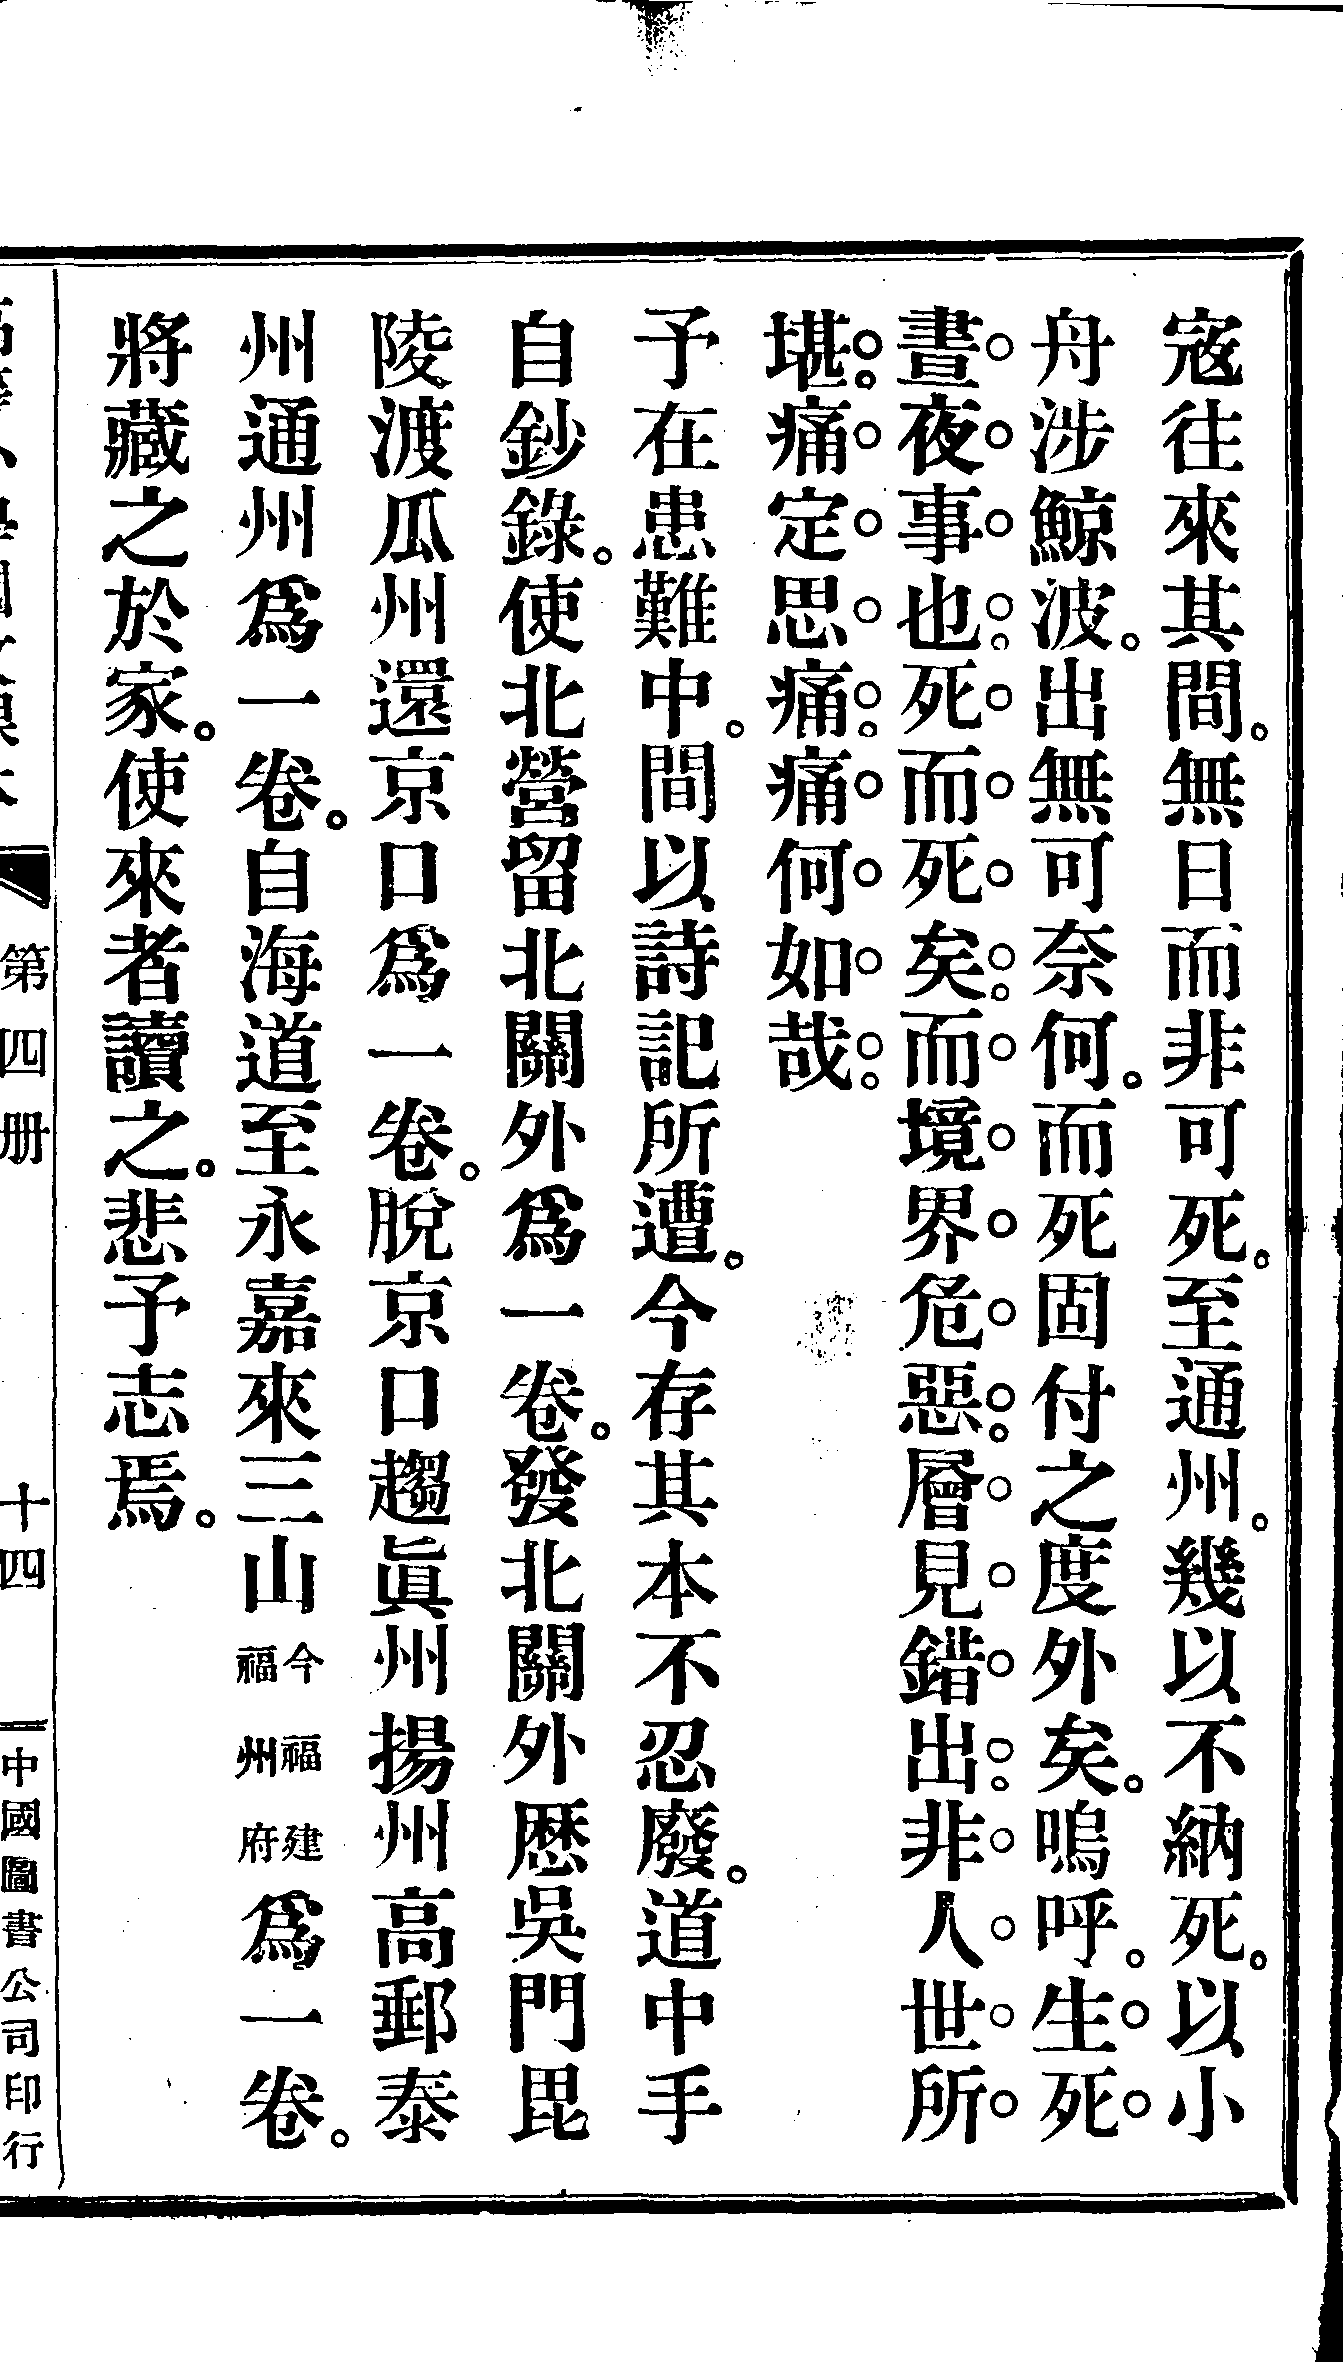 寇往來其間。無日而非可死。至通州。幾以不納死。以小
舟涉鯨波。出無可奈何。而死固付之度外矣。嗚呼。生死
晝夜事也。死而死矣。而境界危惡。層見錯出。非人世所
堪。痛定思痛。痛何如哉。
予在患難中。間以詩記所遭。今存其本不忍廢。道中手
自鈔錄。使北營留北關外爲一卷。發北關外歷吳門毘
陵渡瓜州還京口爲一卷。脫京口趨眞州揚州高郵泰
州通州爲一卷。自海道至永嘉來三山今福建福州府爲一卷。
將藏之於家。使來者讀之。悲予志焉。
第四册
十四
中國圖書公司印行